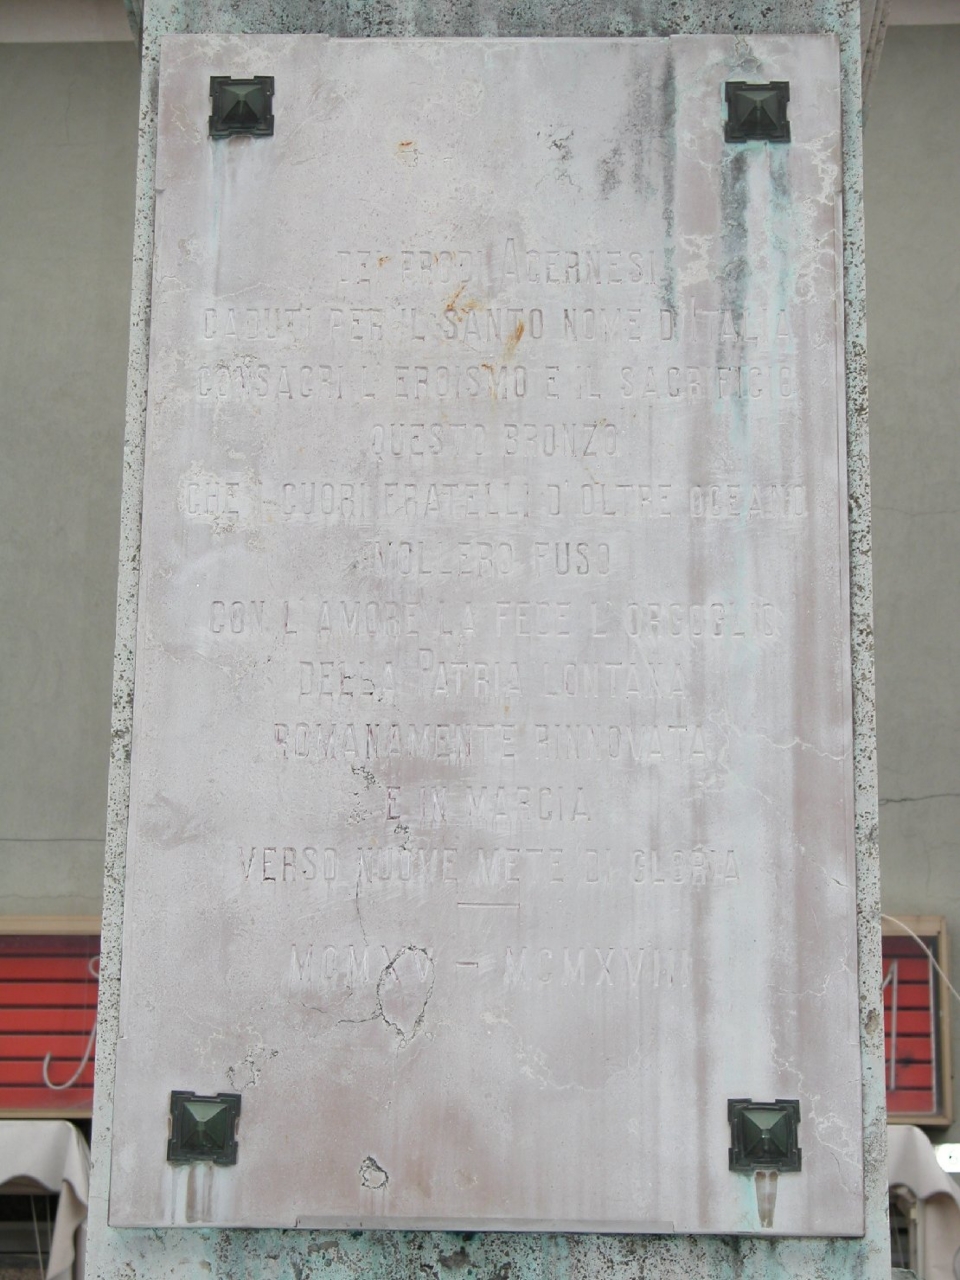 DEI PRODI ACERNESI
CADUTI PER IL SANTO NOME D'ITALIA
CONSACRI L'EROISMO E IL SACRIFICIO
QUESTO BRONZO
CHE I CUORI FRATELLI D'OLTRE OCEANO
VOLLERO FUSO
CON L'AMORE LA FEDE L'ORGOGLIO
DELLA PATRIA LONTANA
ROMANAMENTE RINNOVATA
E IN MARCIA
VERSO NUOVE METE DI GLORIA
MCMXV — MCMXVIII